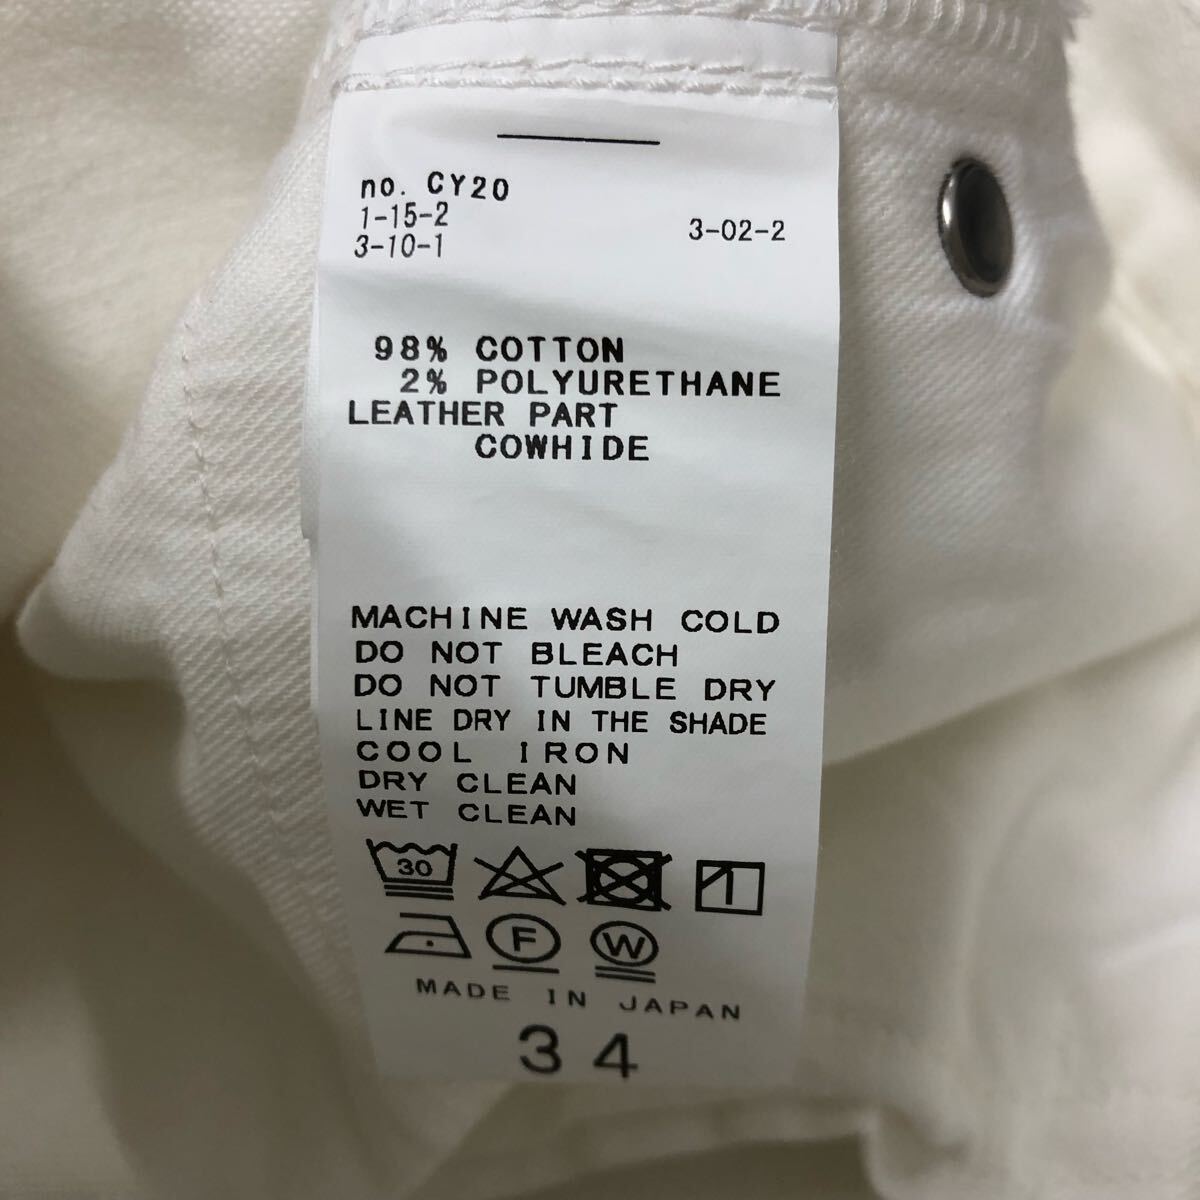 no. CY20
1-15-2
3-10-1 3-02-2
98% COTTON
2% POLYURETHANE
LEATHER PART
COWHIDE
MACHINE WASH COLD
DO NOT BLEACH
DO NOT TUMBLE DRY
LINE DRY IN THE SHADE
COOL IRON
DRY CLEAN
WET CLEAN
30
F W
MADE IN JAPAN
34